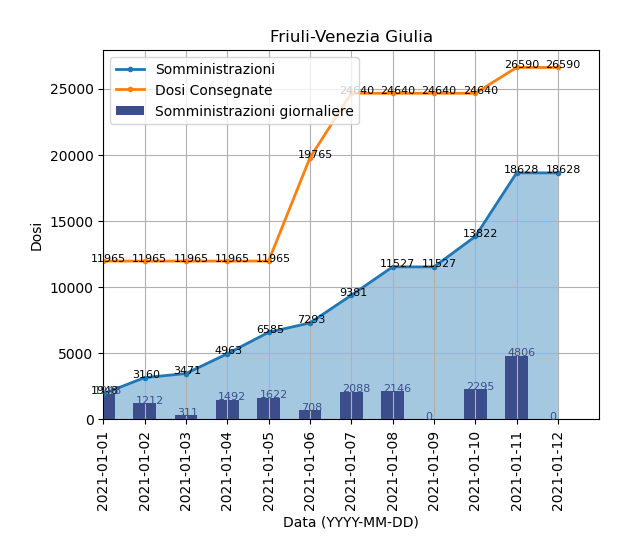 Friuli-Venezia Giulia
Somministrazioni
Dosi Consegnate
Somministrazioni giornaliere
Dosi
25000
20000
15000
10000
5000
0
11965 11965 11965 11965 11965 19765 24640 24640 24640 24640 26590 26590
1948 3160 3471 4963 6585 7293 9381 11527 11527 13822 18628 18628
1212 311 1492 1622 708 2088 2146 0 2295 4806 0
2021-01-01
2021-01-02
2021-01-03
2021-01-04
2021-01-05
2021-01-06
2021-01-07
2021-01-08
2021-01-09
2021-01-10
2021-01-11
2021-01-12
Data (YYYY-MM-DD)